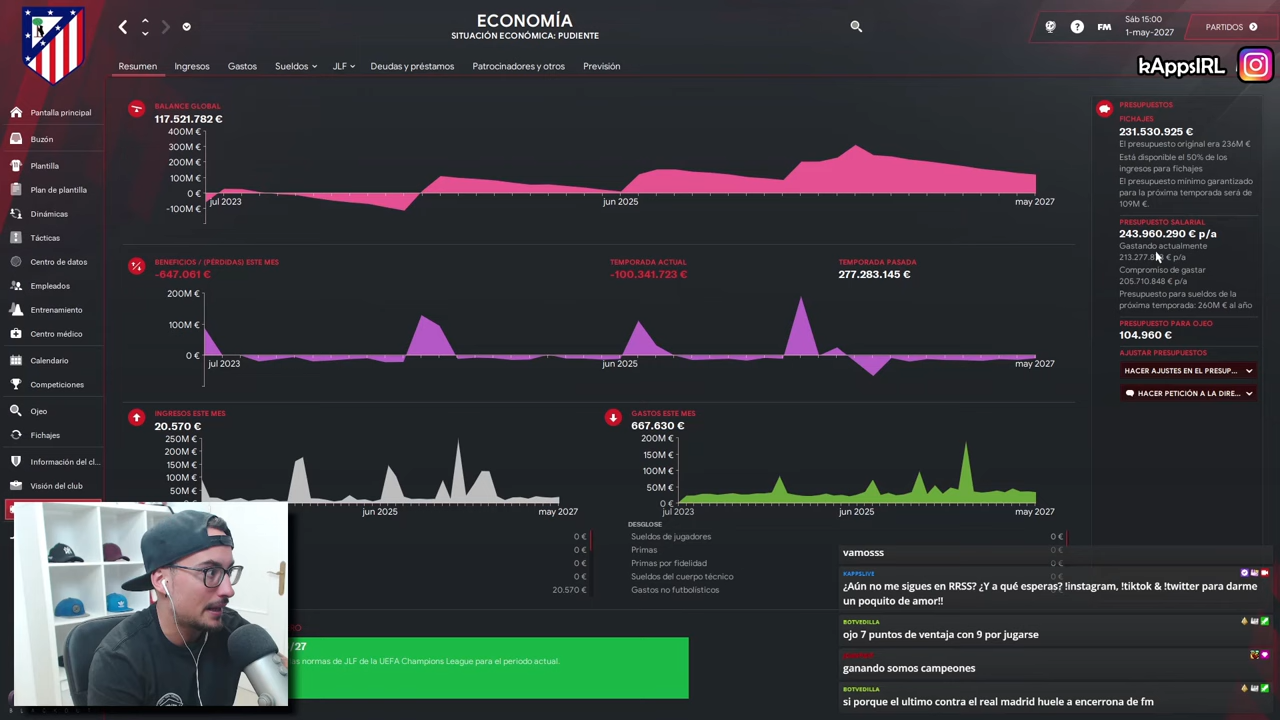 ECONOMÍA
SITUACIÓN ECONÓMICA: PUDIENTE
FM
Sáb 15:00
1-may-2027
PARTIDOS
kAppsIRL
Resumen
Ingresos
Gastos
Sueldos
JLF
Deudas y préstamos
Patrocinadores y otros
Previsión
Pantalla principal
Buzón
Plantilla
Plan de plantilla
Dinámicas
Tácticas
Centro de datos
Empleados
Entrenamiento
Centro médico
Calendario
Competiciones
Ojeo
Fichajes
Información del cl...
Visión del club
BALANCE GLOBAL
117.521.782 €
400M €
300M €
200M €
100M €
0 €
-100M €
jul 2023
jun 2025
may 2027
BENEFICIOS / (PÉRDIDAS) ESTE MES
-647.061 €
TEMPORADA ACTUAL
-100.341.723 €
TEMPORADA PASADA
277.283.145 €
200M €
100M €
0 €
jul 2023
jun 2025
may 2027
INGRESOS ESTE MES
20.570 €
250M €
200M €
150M €
100M €
50M €
jun 2025
may 2027
0 €
0 €
0 €
0 €
20.570 €
GASTOS ESTE MES
667.630 €
200M €
150M €
100M €
50M €
0 €
jul 2023
jun 2025
may 2027
DESGLOSE
Sueldos de jugadores
0 €
Primas
0 €
Primas por fidelidad
Sueldos del cuerpo técnico
Gastos no futbolísticos
/27
as normas de JLF de la UEFA Champions League para el periodo actual.
PRESUPUESTOS
FICHAJES
231.530.925 €
El presupuesto original era 236M €
Está disponible el 50% de los
ingresos para fichajes
El presupuesto mínimo garantizado
para la próxima temporada será de
109M €.
PRESUPUESTO SALARIAL
243.960.290 € p/a
Gastando actualmente
€ p/a
Compromiso de gastar
205.710.848 € p/a
Presupuesto para sueldos de la
próxima temporada: 260M € al año
PRESUPUESTO PARA OJEO
104.960 €
AJUSTAR PRESUPUESTOS
HACER AJUSTES EN EL PRESUP...
HACER PETICIÓN A LA DIRE...
vamosss
KAPPSLIVE
¿Aún no me sigues en RRSS? ¿Y a qué esperas? !instagram, !tiktok & !twitter para darme
un poquito de amor!!
BOTVEDILLA
ojo 7 puntos de ventaja con 9 por jugarse
ganando somos campeones
BOTVEDILLA
si porque el ultimo contra el real madrid huele a encerrona de fm